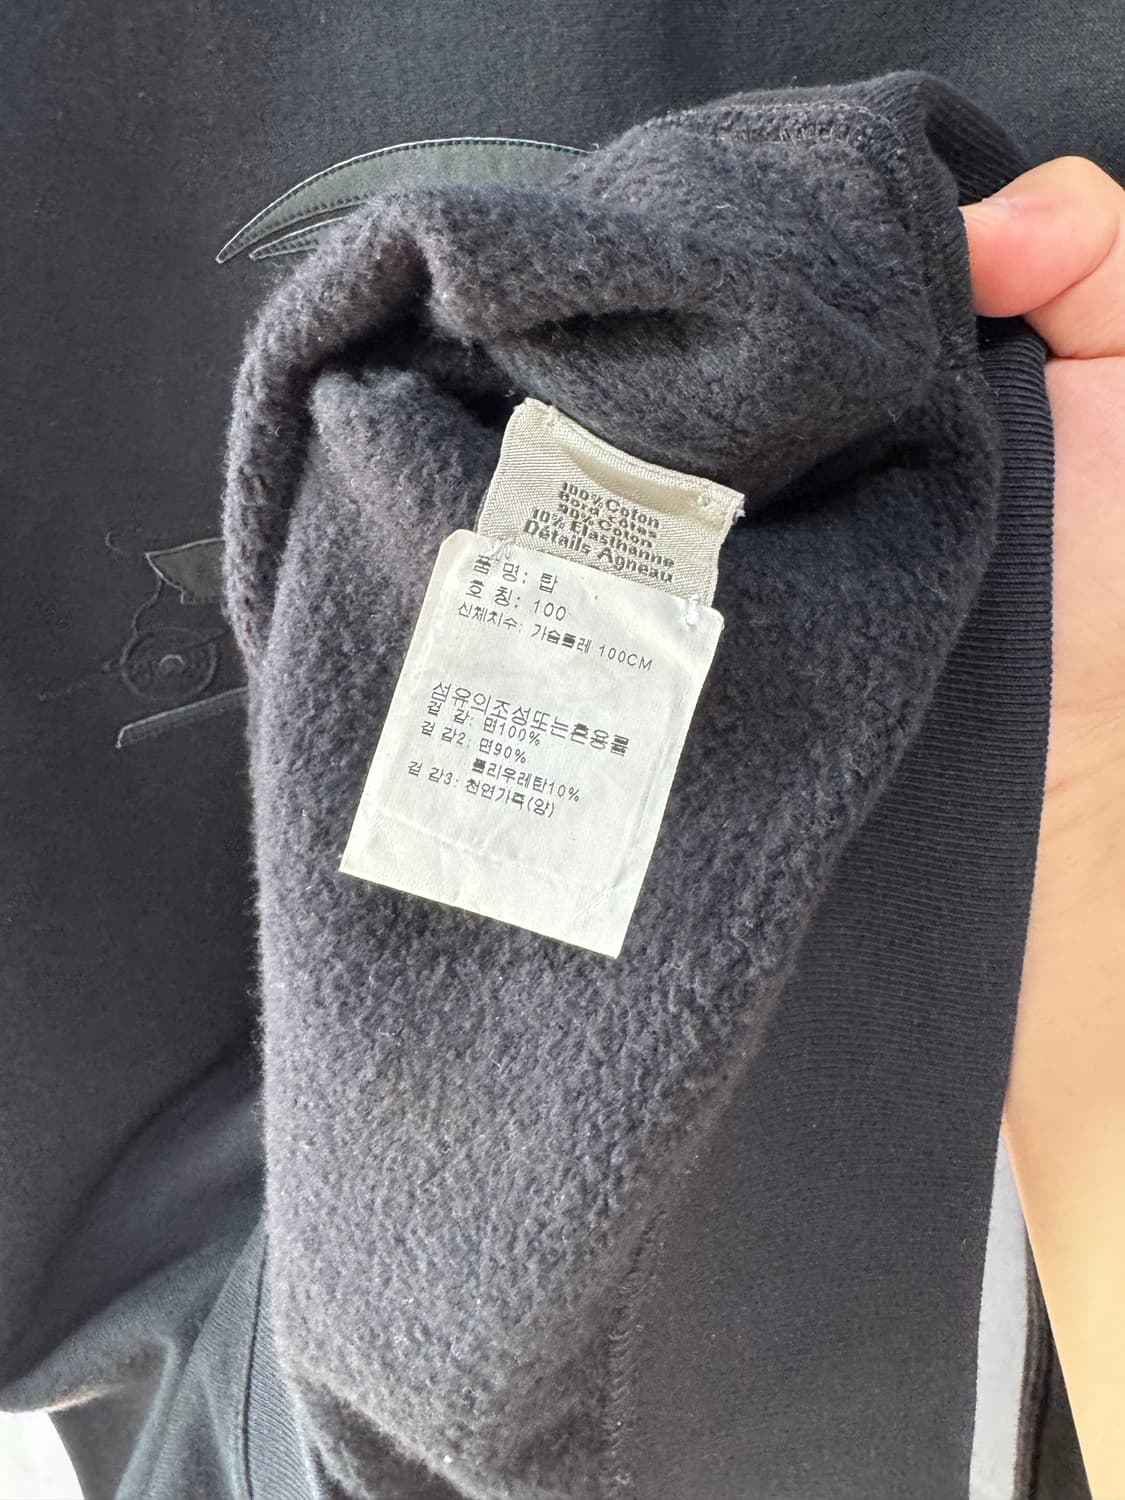 100% Coton
Bord Côtes
90% Coton
10% Elasthanne
Détails Agneau
품 명: 탑
호 칭: 100
신체치수: 가슴둘레 100CM
섬유의조성또는혼용률
겉 감: 면100%
겉 감2: 면90%
폴리우레탄10%
겉 감3: 천연가죽(양)